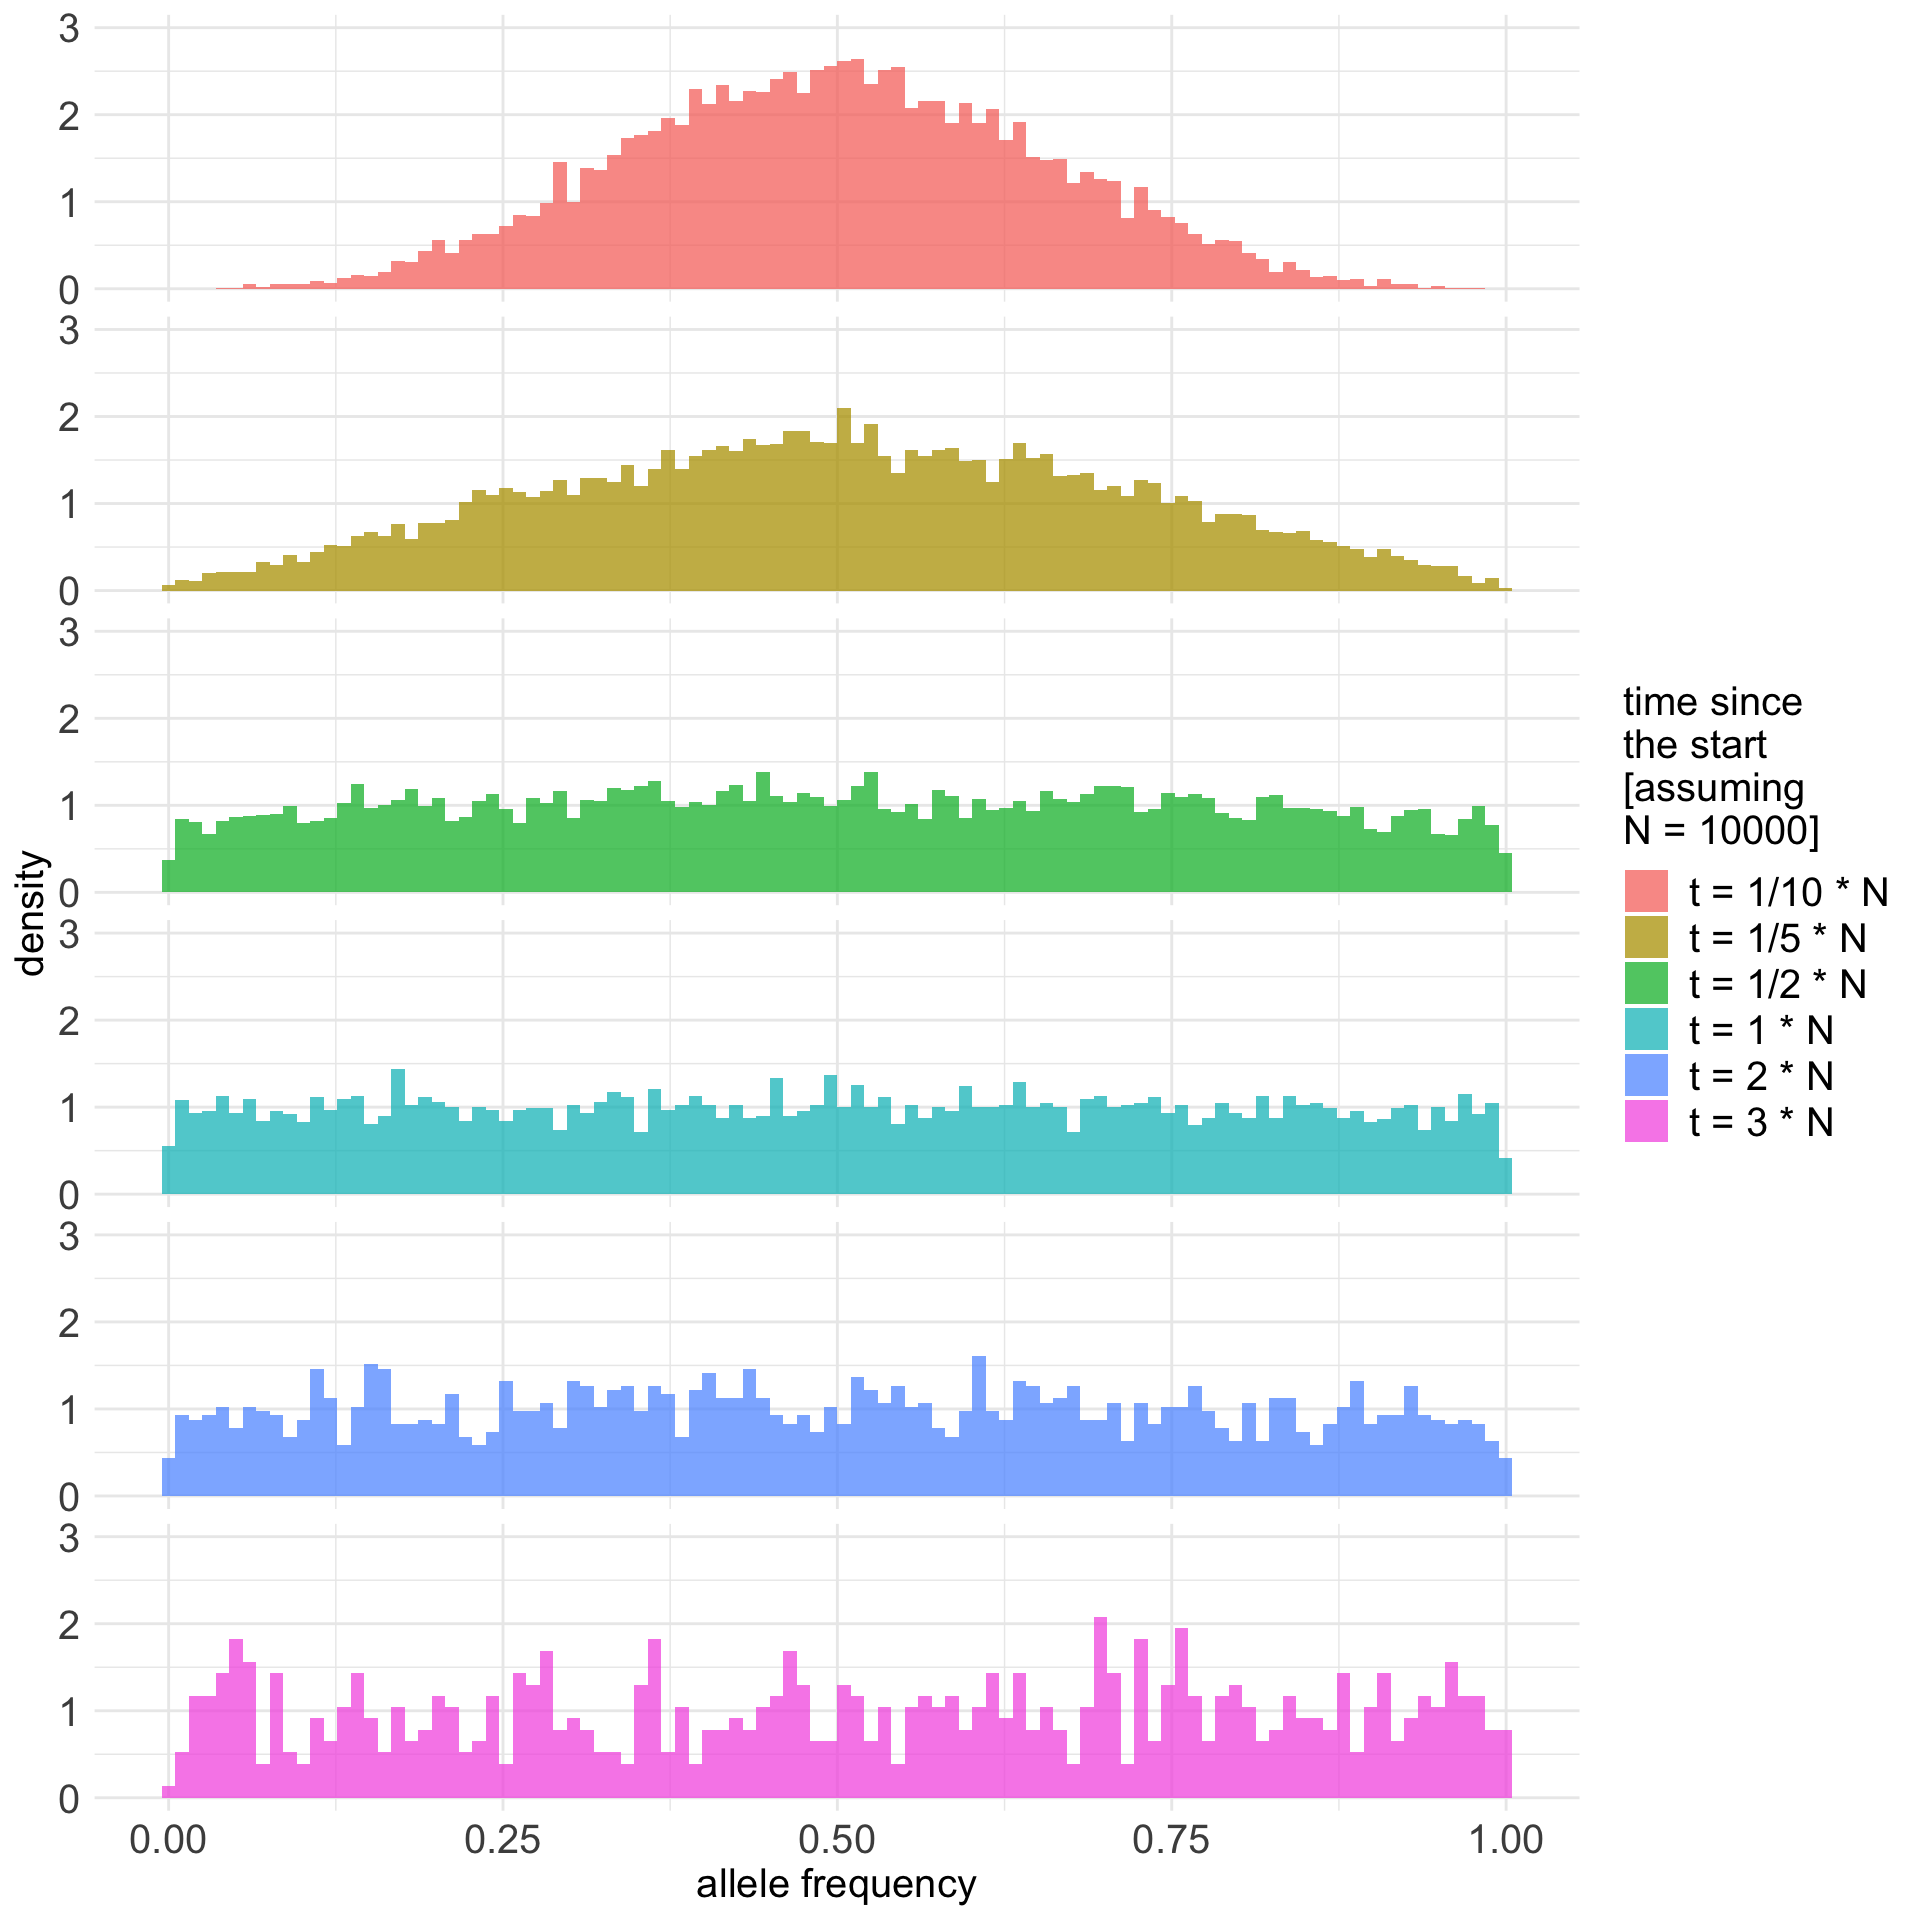 3
2
1
0
3
2
1
0
3
2
1
0
3
2
1
0
3
2
1
0
3
2
1
0
density
0.00 0.25 0.50 0.75 1.00
allele frequency
time since
the start
[assuming
N = 10000]
t = 1/10 * N
t = 1/5 * N
t = 1/2 * N
t = 1 * N
t = 2 * N
t = 3 * N